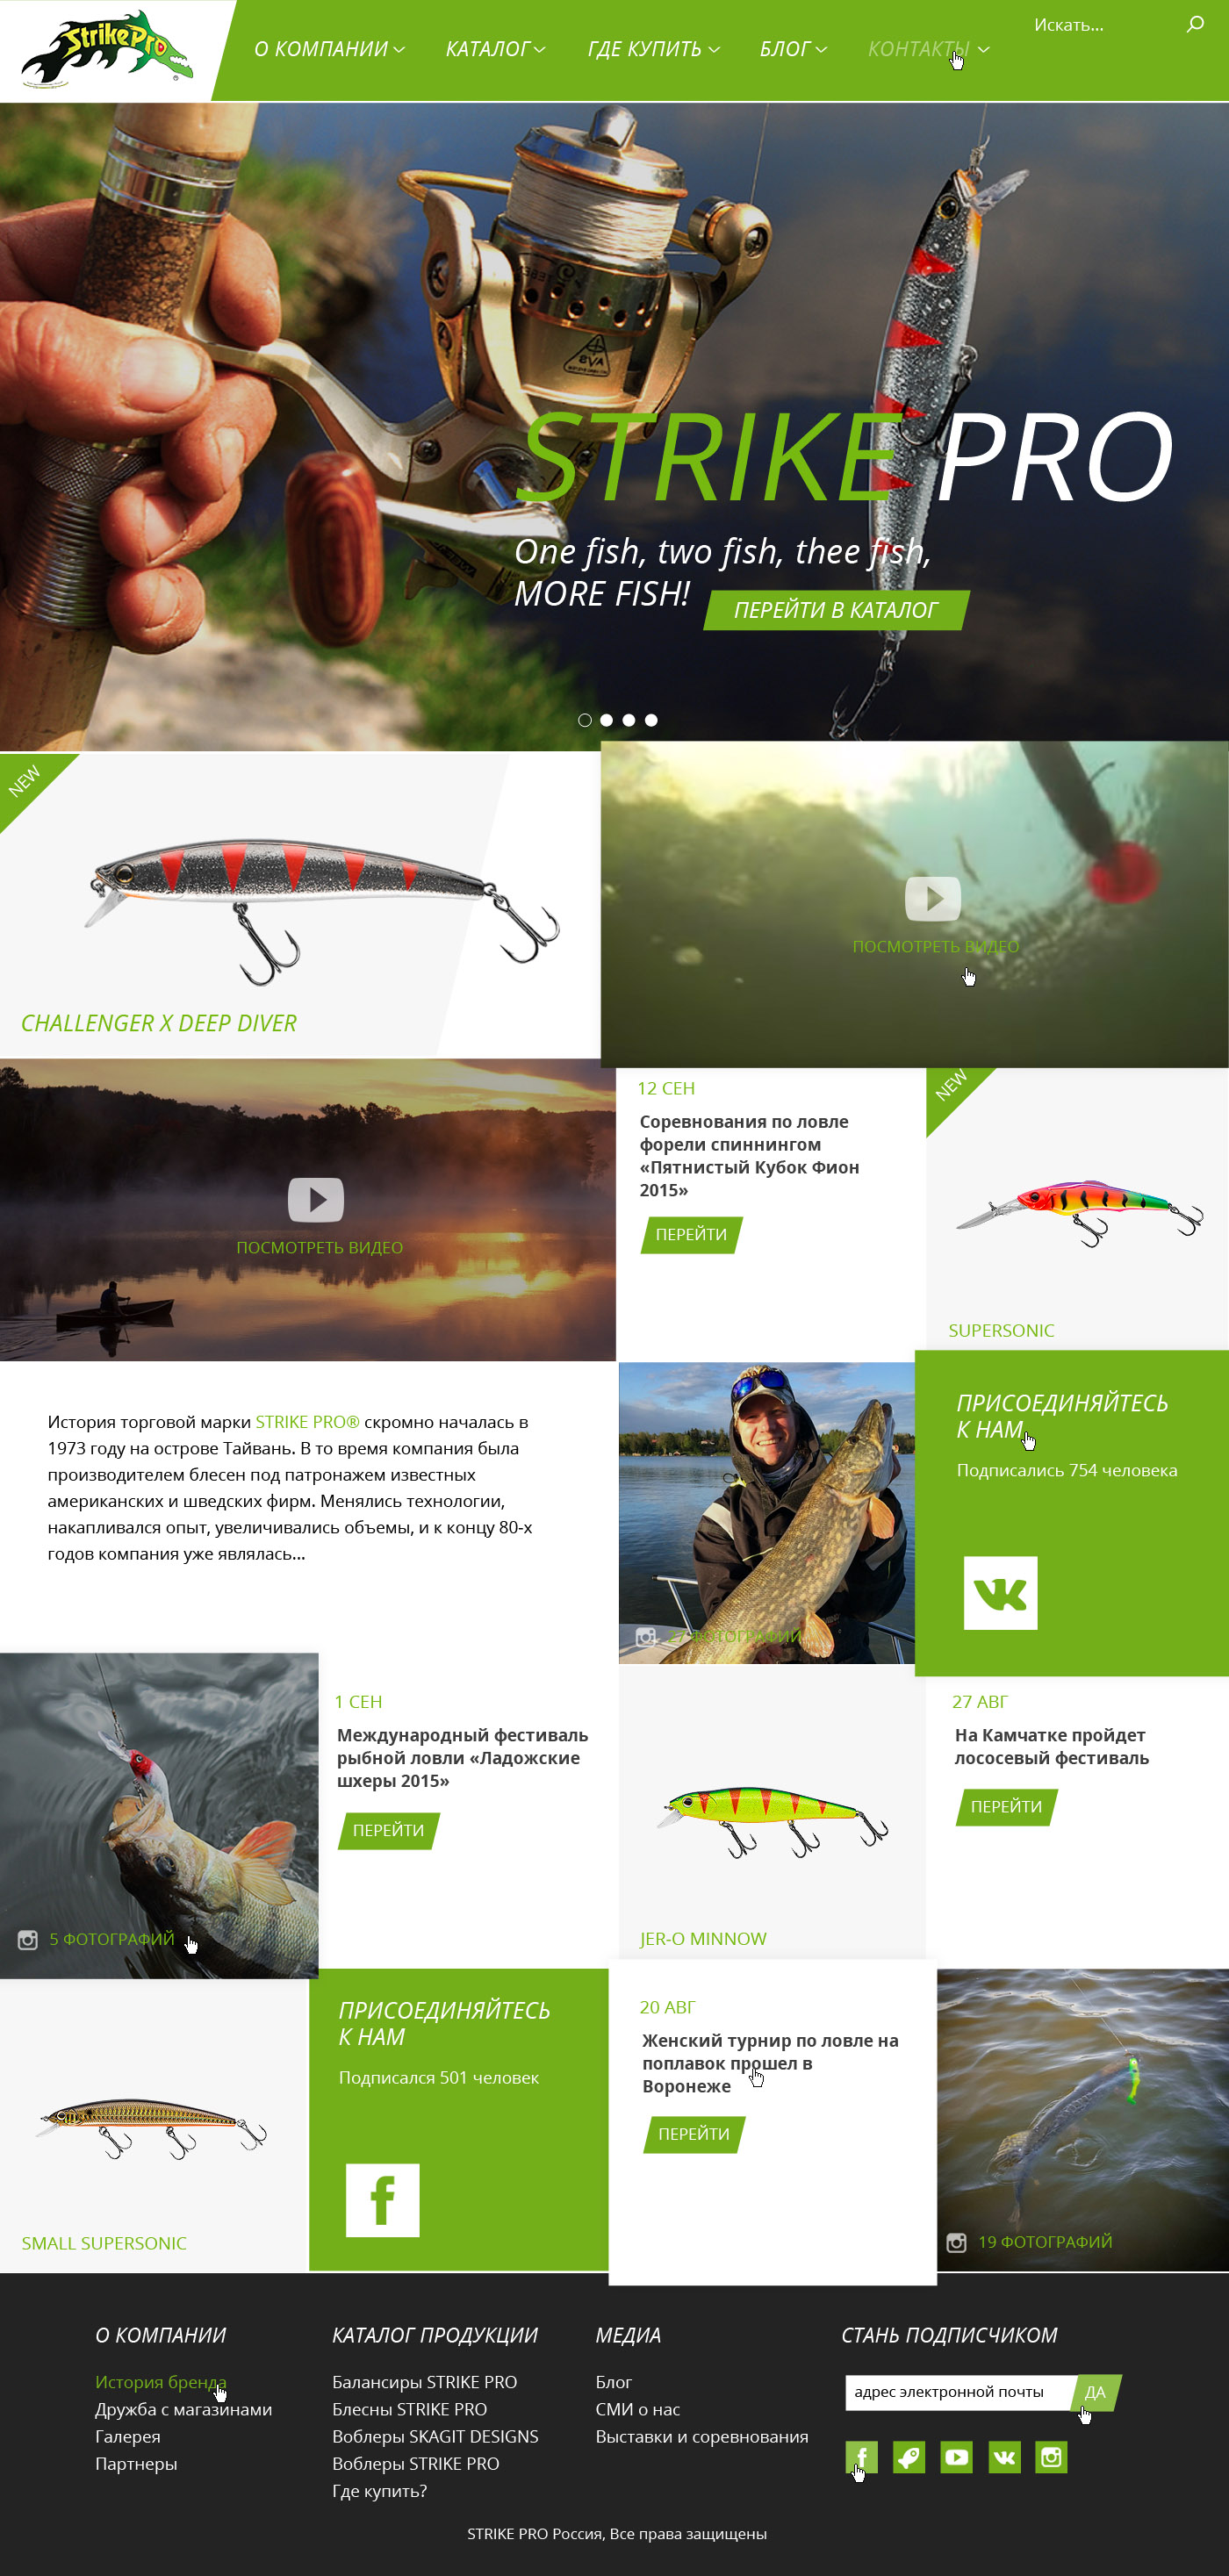 StrikePro
О КОМПАНИИ
КАТАЛОГ
ГДЕ КУПИТЬ
БЛОГ
КОНТАКТЫ
Искать...
STRIKE PRO
One fish, two fish, thee fish,
MORE FISH!
ПЕРЕЙТИ В КАТАЛОГ
NEW
CHALLENGER X DEEP DIVER
ПОСМОТРЕТЬ ВИДЕО
ПОСМОТРЕТЬ ВИДЕО
12 СЕН
Соревнования по ловле
форели спиннингом
«Пятнистый Кубок Фион
2015»
ПЕРЕЙТИ
NEW
SUPERSONIC
История торговой марки STRIKE PRO® скромно началась в
1973 году на острове Тайвань. В то время компания была
производителем блесен под патронажем известных
американских и шведских фирм. Менялись технологии,
накапливался опыт, увеличивались объемы, и к концу 80-х
годов компания уже являлась...
27 ФОТОГРАФИЙ
ПРИСОЕДИНЯЙТЕСЬ
К НАМ
Подписались 754 человека
5 ФОТОГРАФИЙ
1 СЕН
Международный фестиваль
рыбной ловли «Ладожские
шхеры 2015»
ПЕРЕЙТИ
JER-O MINNOW
27 АВГ
На Камчатке пройдет
лососевый фестиваль
ПЕРЕЙТИ
SMALL SUPERSONIC
ПРИСОЕДИНЯЙТЕСЬ
К НАМ
Подписался 501 человек
20 АВГ
Женский турнир по ловле на
поплавок прошел в
Воронеже
ПЕРЕЙТИ
19 ФОТОГРАФИЙ
О КОМПАНИИ
История бренда
Дружба с магазинами
Галерея
Партнеры
КАТАЛОГ ПРОДУКЦИИ
Балансиры STRIKE PRO
Блесны STRIKE PRO
Воблеры SKAGIT DESIGNS
Воблеры STRIKE PRO
Где купить?
МЕДИА
Блог
СМИ о нас
Выставки и соревнования
СТАНЬ ПОДПИСЧИКОМ
адрес электронной почты
ДА
STRIKE PRO Россия, Все права защищены